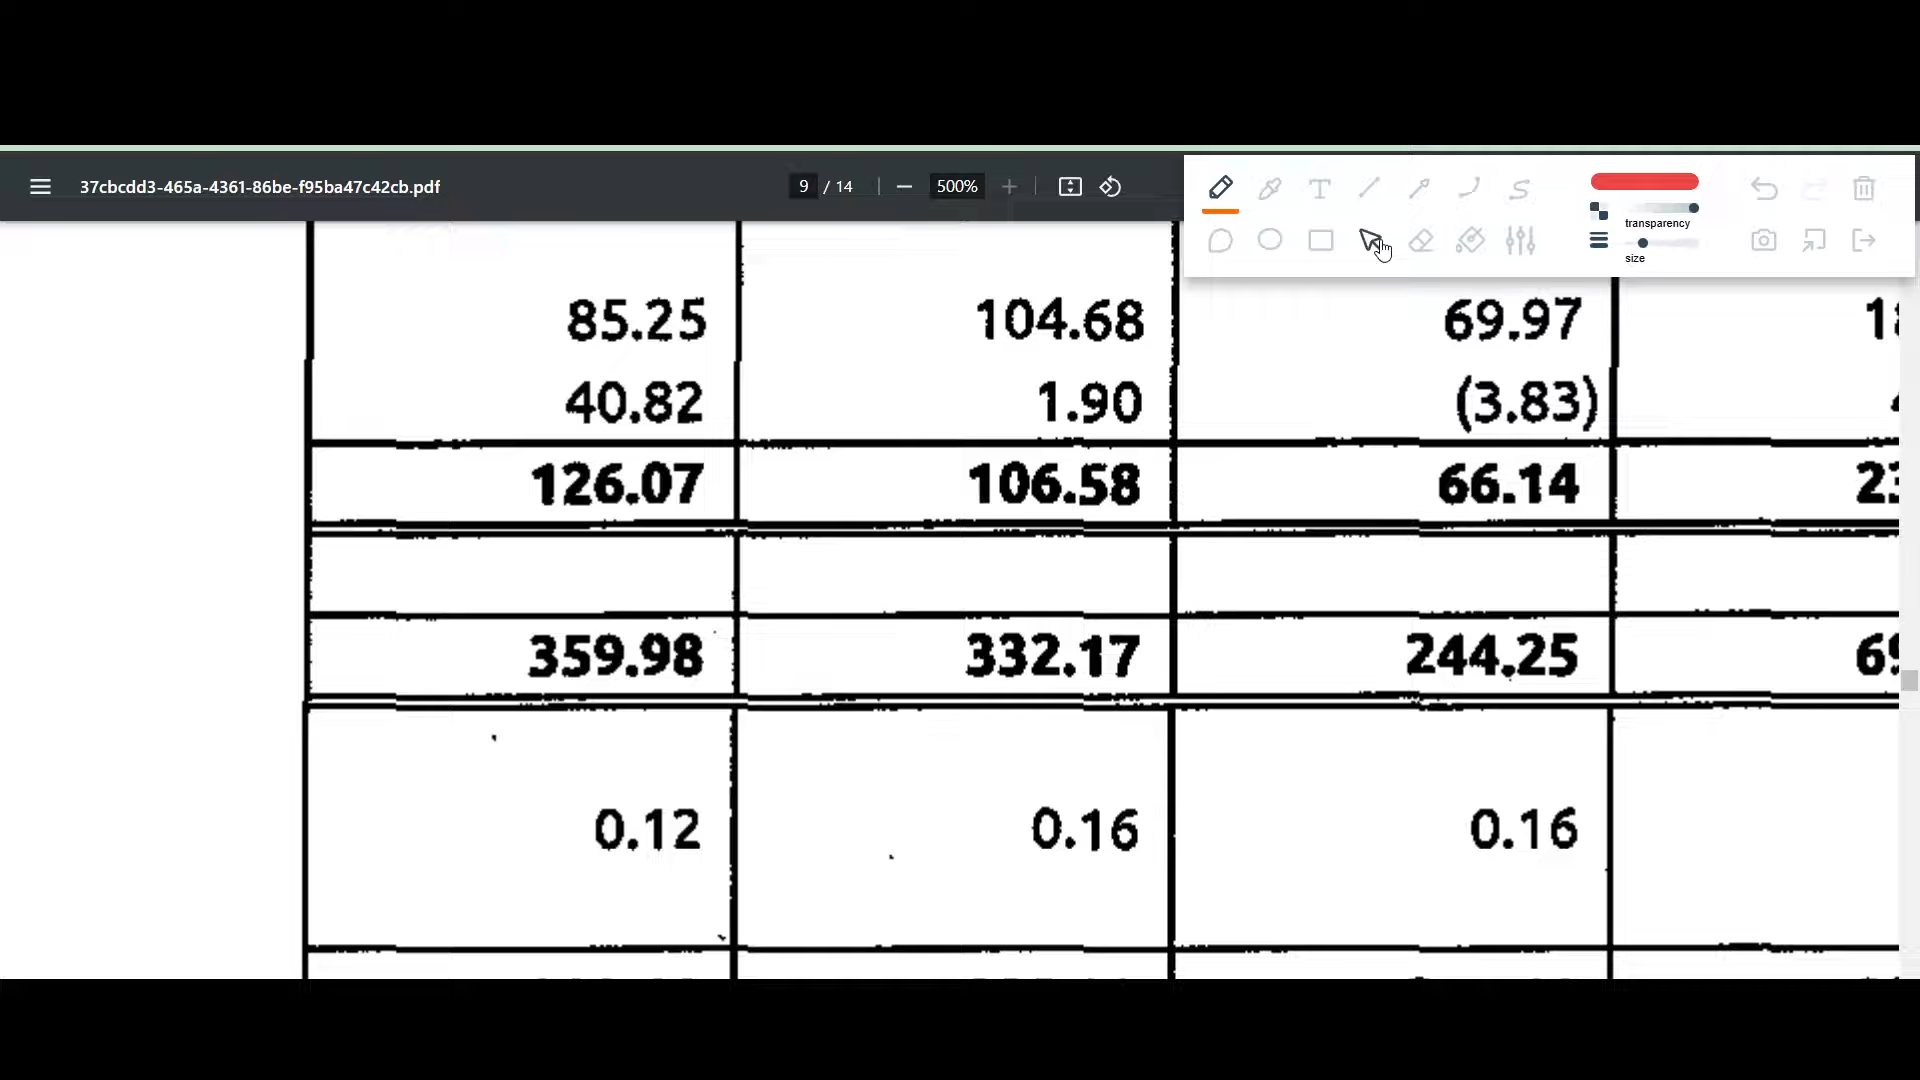 37cbcdd3-465a-4361-86be-f95ba47c42cb.pdf
9 / 14
500%
transparency
size
85.25 104.68 69.97
40.82 1.90 (3.83)
126.07 106.58 66.14
359.98 332.17 244.25
0.12 0.16 0.16